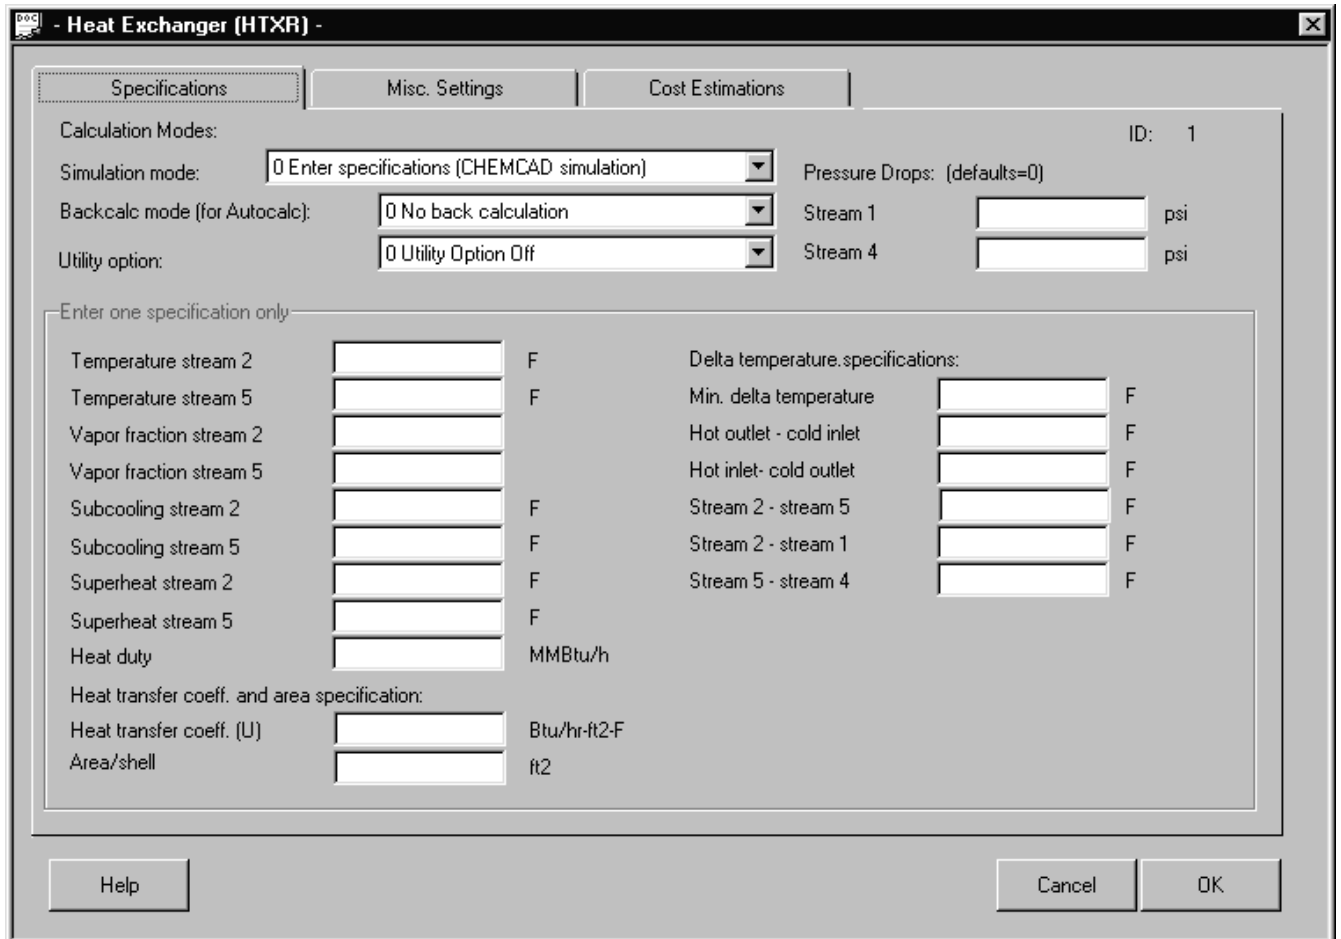 DOC - Heat Exchanger (HTXR) -
Specifications Misc. Settings Cost Estimations
Calculation Modes: ID: 1
Simulation mode: 0 Enter specifications (CHEMCAD simulation) Pressure Drops: (defaults=0)
Backcalc mode (for Autocalc): 0 No back calculation Stream 1 psi
Utility option: 0 Utility Option Off Stream 4 psi
Enter one specification only
Temperature stream 2 F Delta temperature.specifications:
Temperature stream 5 F Min. delta temperature F
Vapor fraction stream 2 Hot outlet - cold inlet F
Vapor fraction stream 5 Hot inlet- cold outlet F
Subcooling stream 2 F Stream 2 - stream 5 F
Subcooling stream 5 F Stream 2 - stream 1 F
Superheat stream 2 F Stream 5 - stream 4 F
Superheat stream 5 F
Heat duty MMBtu/h
Heat transfer coeff. and area specification:
Heat transfer coeff. (U) Btu/hr-ft2-F
Area/shell ft2
Help Cancel OK